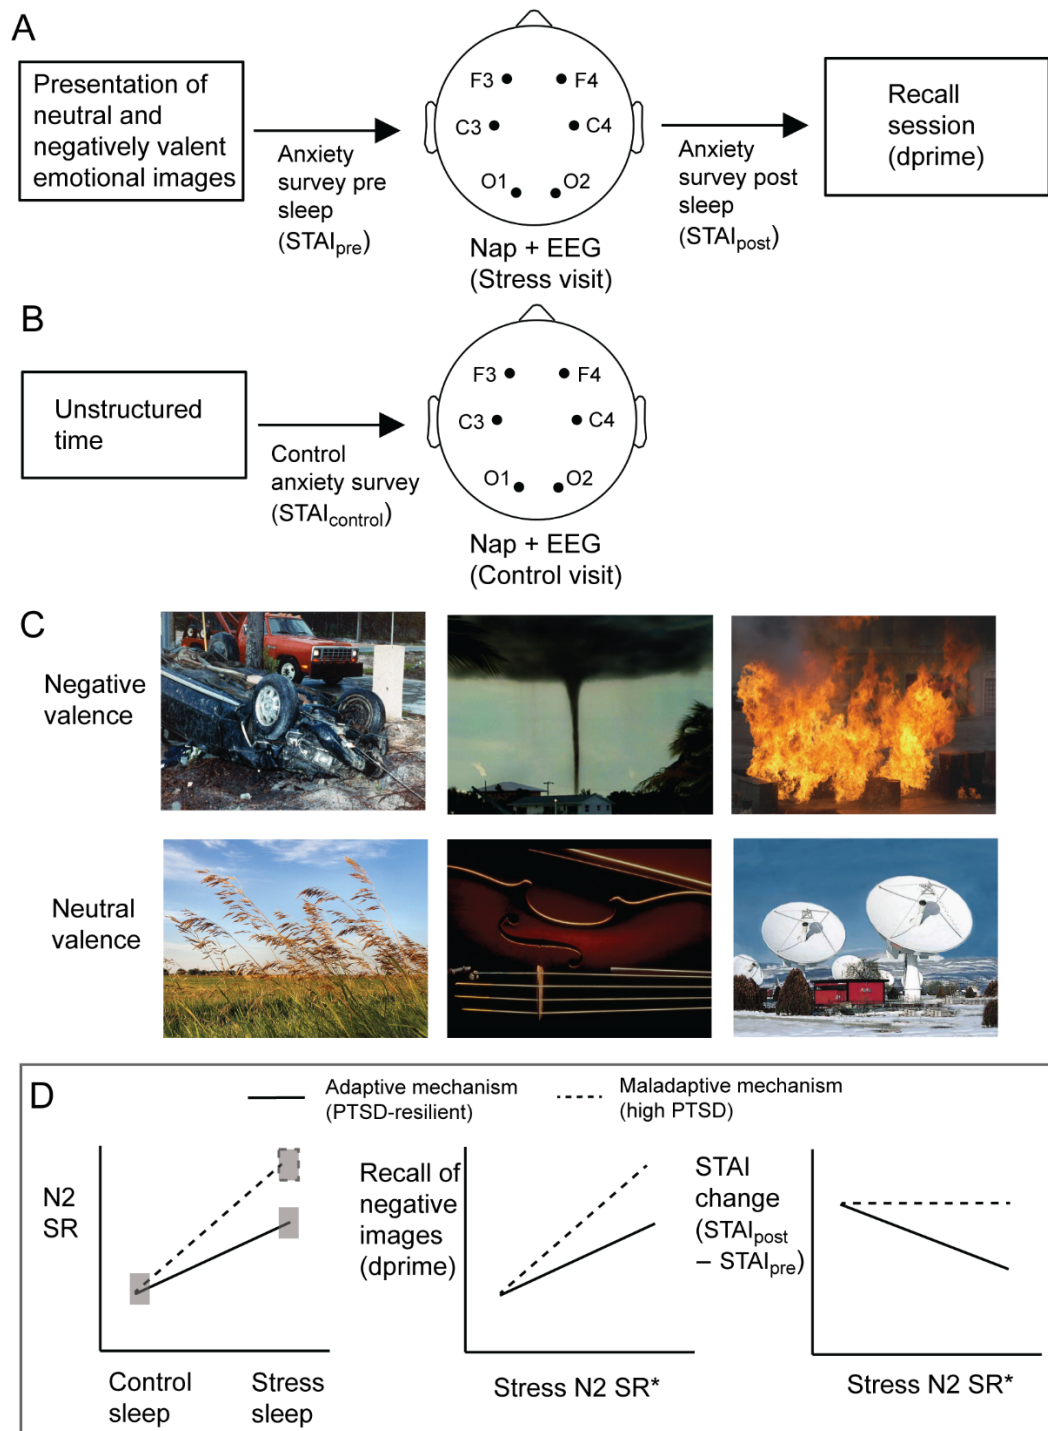 A
Presentation of
neutral and
negatively valent
emotional images
Anxiety
survey pre
sleep
(STAIpre)
F3
F4
C3
C4
O1
O2
Nap + EEG
(Stress visit)
Anxiety
survey post
sleep
(STAIpost)
Recall
session
(dprime)
B
Unstructured
time
Control
anxiety survey
(STAIcontrol)
F3
F4
C3
C4
O1
O2
Nap + EEG
(Control visit)
C
Negative
valence
Neutral
valence
D
Adaptive mechanism
(PTSD-resilient)
Maladaptive mechanism
(high PTSD)
N2
SR
Control
sleep
Stress
sleep
Recall of
negative
images
(dprime)
Stress N2 SR*
STAI
change
(STAIpost
– STAIpre)
Stress N2 SR*